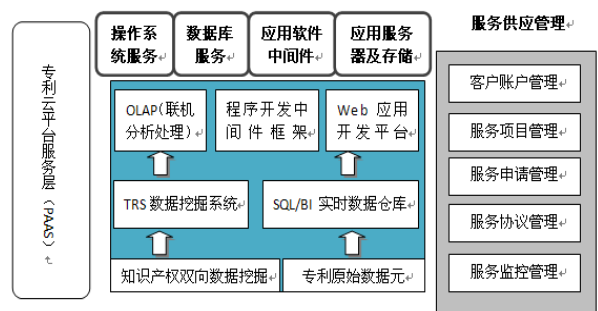 专利云平台服务层（PAAS）
操作系
统服务
数据库
服务
应用软件
中间件
应用服务
器及存储
OLAP(联机
分析处理)
程序开发中
间件框架
Web 应用
开发平台
TRS 数据挖掘系统
SQL/BI 实时数据仓库
知识产权双向数据挖掘
专利原始数据元
服务供应管理
客户账户管理
服务项目管理
服务申请管理
服务协议管理
服务监控管理